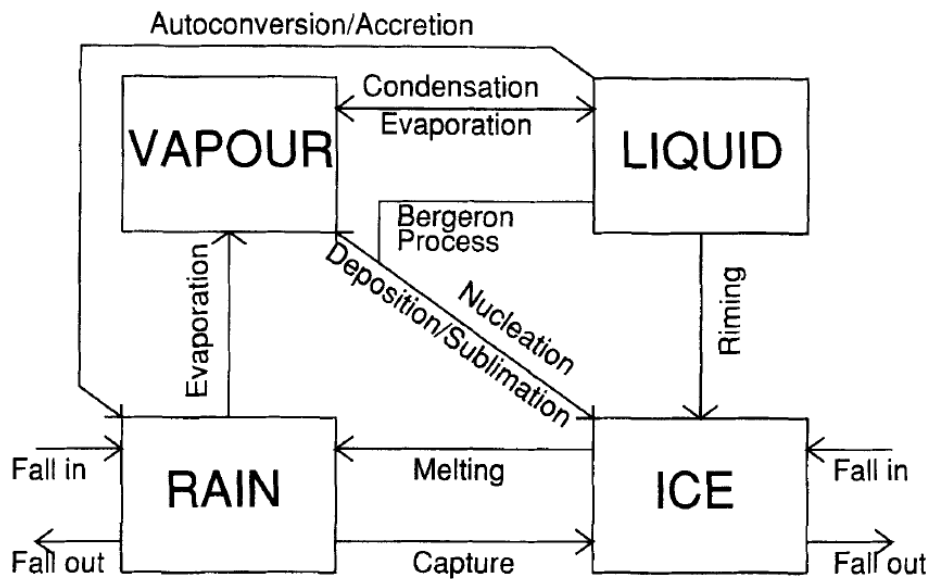 Autoconversion/Accretion
VAPOUR
Condensation
Evaporation
LIQUID
Bergeron
Process
Nucleation
Deposition/Sublimation
Evaporation
Riming
Fall in
RAIN
Melting
ICE
Fall in
Fall out
Capture
Fall out